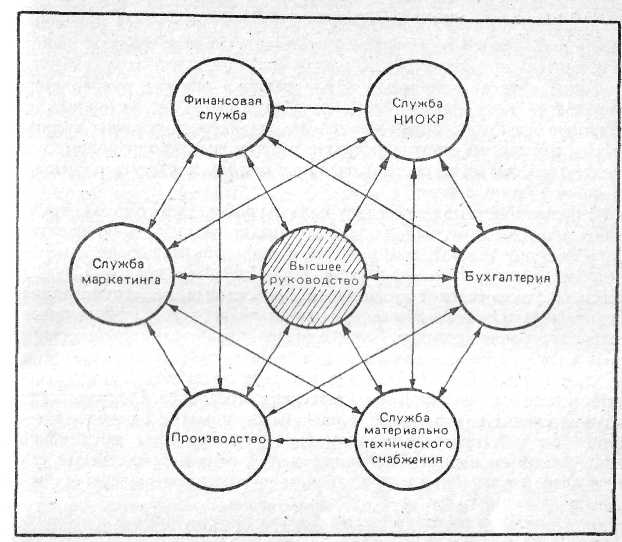 Финансовая
служба
Служба
НИОКР
Служба
маркетинга
Высшее
руководство
Бухгалтерия
Производство
Служба
материально
технического
снабжения